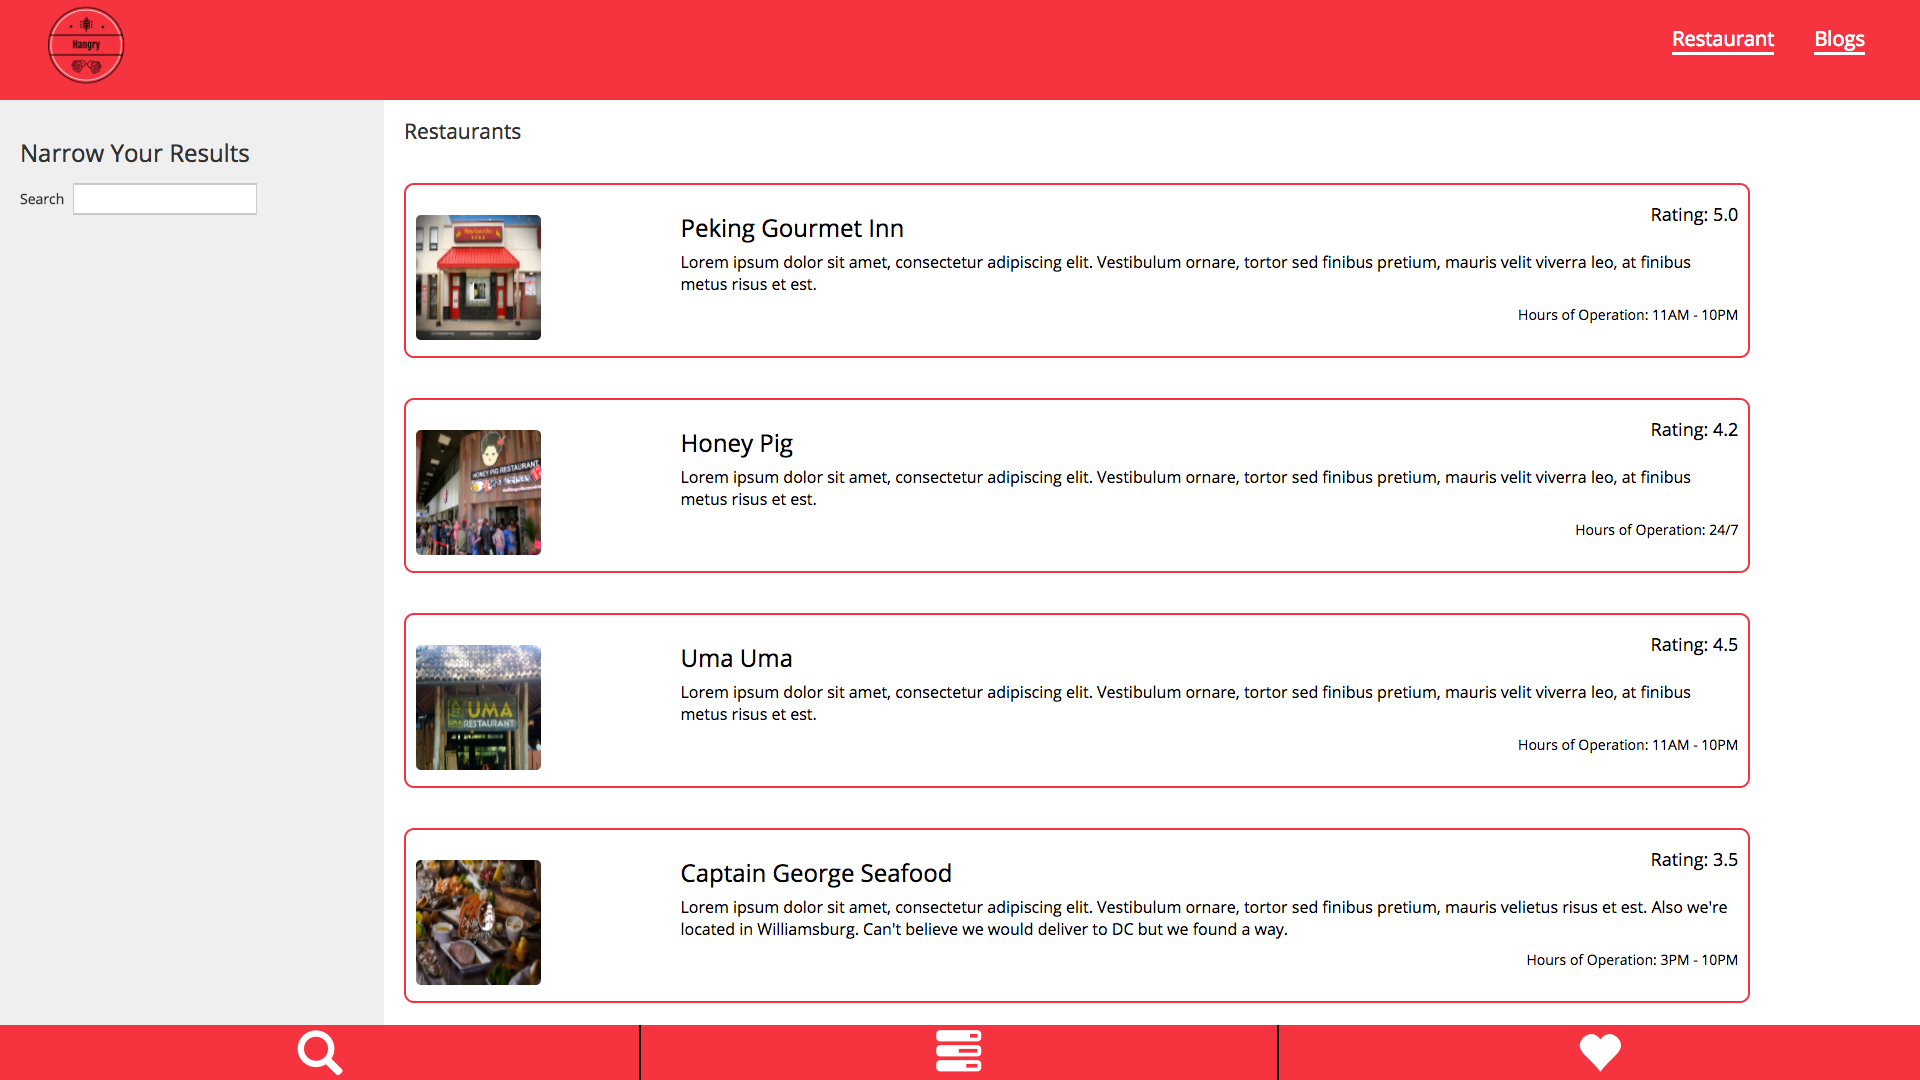 Hangry
Restaurant
Blogs
Narrow Your Results
Search
Restaurants
Peking Gourmet Inn
Rating: 5.0
Lorem ipsum dolor sit amet, consectetur adipiscing elit. Vestibulum ornare, tortor sed finibus pretium, mauris velit viverra leo, at finibus
metus risus et est.
Hours of Operation: 11AM - 10PM
HONEY PIG RESTAURANT
Honey Pig
Rating: 4.2
Lorem ipsum dolor sit amet, consectetur adipiscing elit. Vestibulum ornare, tortor sed finibus pretium, mauris velit viverra leo, at finibus
metus risus et est.
Hours of Operation: 24/7
UMA
RESTAURANT
Uma Uma
Rating: 4.5
Lorem ipsum dolor sit amet, consectetur adipiscing elit. Vestibulum ornare, tortor sed finibus pretium, mauris velit viverra leo, at finibus
metus risus et est.
Hours of Operation: 11AM - 10PM
Captain George Seafood
Rating: 3.5
Lorem ipsum dolor sit amet, consectetur adipiscing elit. Vestibulum ornare, tortor sed finibus pretium, mauris velietus risus et est. Also we're
located in Williamsburg. Can't believe we would deliver to DC but we found a way.
Hours of Operation: 3PM - 10PM